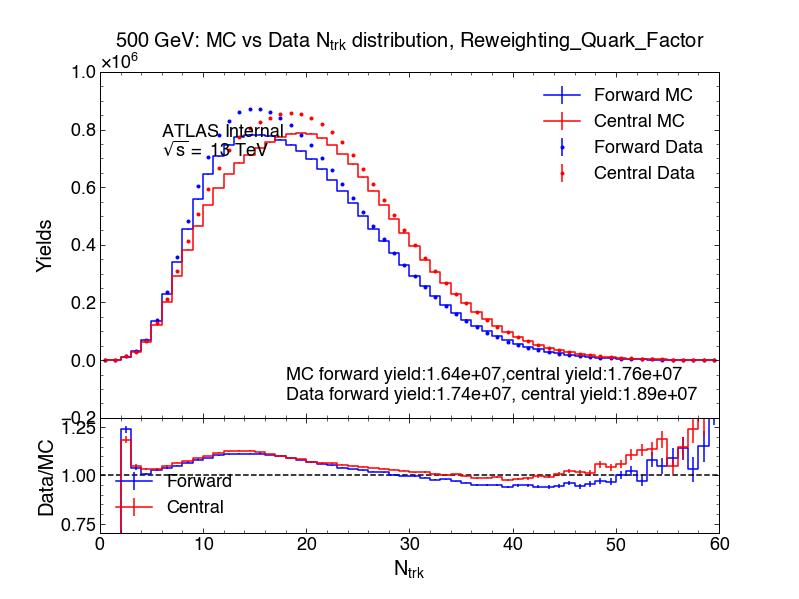 500 GeV: MC vs Data N_trk distribution, Reweighting_Quark_Factor
×10⁶
1.0
0.8
0.6
0.4
0.2
0.0
−0.2
Yields
ATLAS Internal
√s = 13 TeV
Forward MC
Central MC
Forward Data
Central Data
MC forward yield:1.64e+07,central yield:1.76e+07
Data forward yield:1.74e+07, central yield:1.89e+07
1.25
1.00
0.75
Data/MC
Forward
Central
0 10 20 30 40 50 60
N_trk